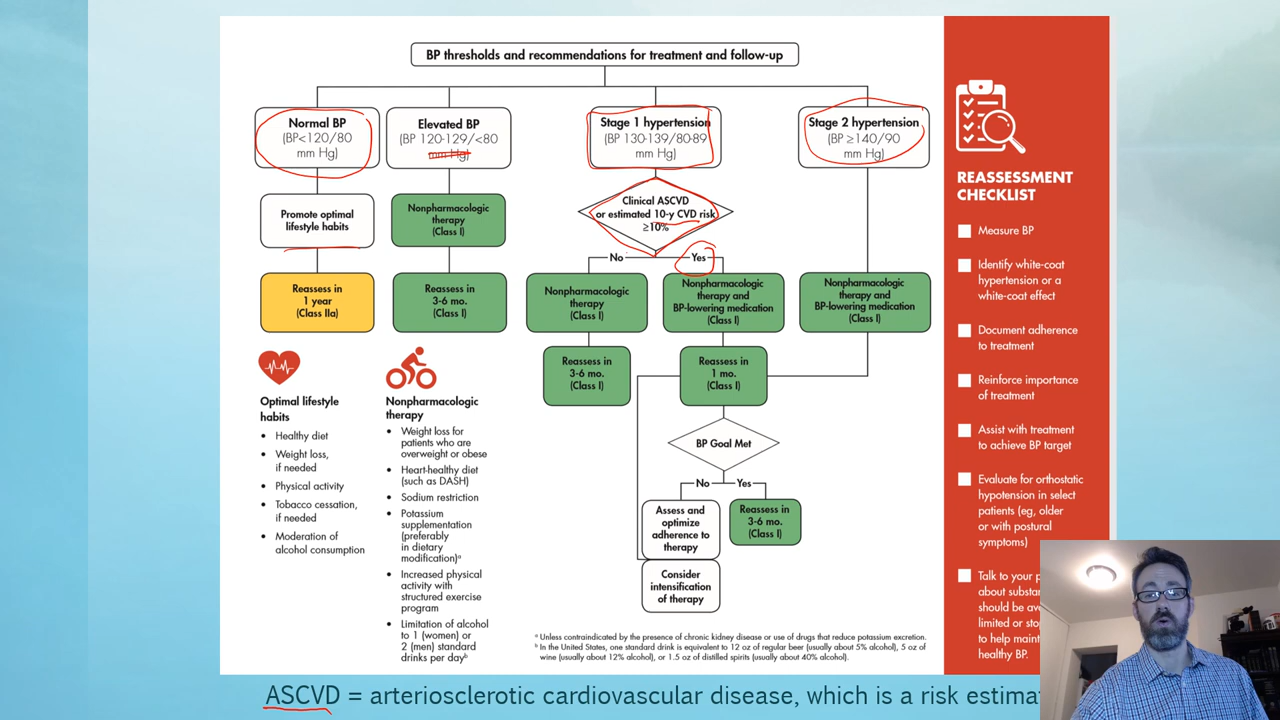 BP thresholds and recommendations for treatment and follow-up
Normal BP
(BP<120/80
mm Hg)
Elevated BP
(BP 120-129/<80
mm Hg)
Stage 1 hypertension
(BP 130-139/80-89
mm Hg)
Stage 2 hypertension
(BP ≥140/90
mm Hg)
Promote optimal
lifestyle habits
Nonpharmacologic
therapy
(Class I)
Clinical ASCVD
or estimated 10-y CVD risk
≥10%
No
Yes
Reassess in
1 year
(Class IIa)
Reassess in
3-6 mo.
(Class I)
Nonpharmacologic
therapy
(Class I)
Nonpharmacologic
therapy and
BP-lowering medication
(Class I)
Nonpharmacologic
therapy and
BP-lowering medication
(Class I)
Reassess in
3-6 mo.
(Class I)
Reassess in
1 mo.
(Class I)
BP Goal Met
No
Yes
Assess and
optimize
adherence to
therapy
Reassess in
3-6 mo.
(Class I)
Consider
intensification
of therapy
Optimal lifestyle
habits
• Healthy diet
• Weight loss,
if needed
• Physical activity
• Tobacco cessation,
if needed
• Moderation of
alcohol consumption
Nonpharmacologic
therapy
• Weight loss for
patients who are
overweight or obese
• Heart-healthy diet
(such as DASH)
• Sodium restriction
• Potassium
supplementation
(preferably
in dietary
modification)ᵃ
• Increased physical
activity with
structured exercise
program
• Limitation of alcohol
to 1 (women) or
2 (men) standard
drinks per dayᵇ
ᵃ Unless contraindicated by the presence of chronic kidney disease or use of drugs that reduce potassium excretion.
ᵇ In the United States, one standard drink is equivalent to 12 oz of regular beer (usually about 5% alcohol), 5 oz of
wine (usually about 12% alcohol), or 1.5 oz of distilled spirits (usually about 40% alcohol).
REASSESSMENT
CHECKLIST
Measure BP
Identify white-coat
hypertension or a
white-coat effect
Document adherence
to treatment
Reinforce importance
of treatment
Assist with treatment
to achieve BP target
Evaluate for orthostatic
hypotension in select
patients (eg, older
or with postural
symptoms)
Talk to your
about
should be
limited or
to help
healthy BP.
ASCVD = arteriosclerotic cardiovascular disease, which is a risk